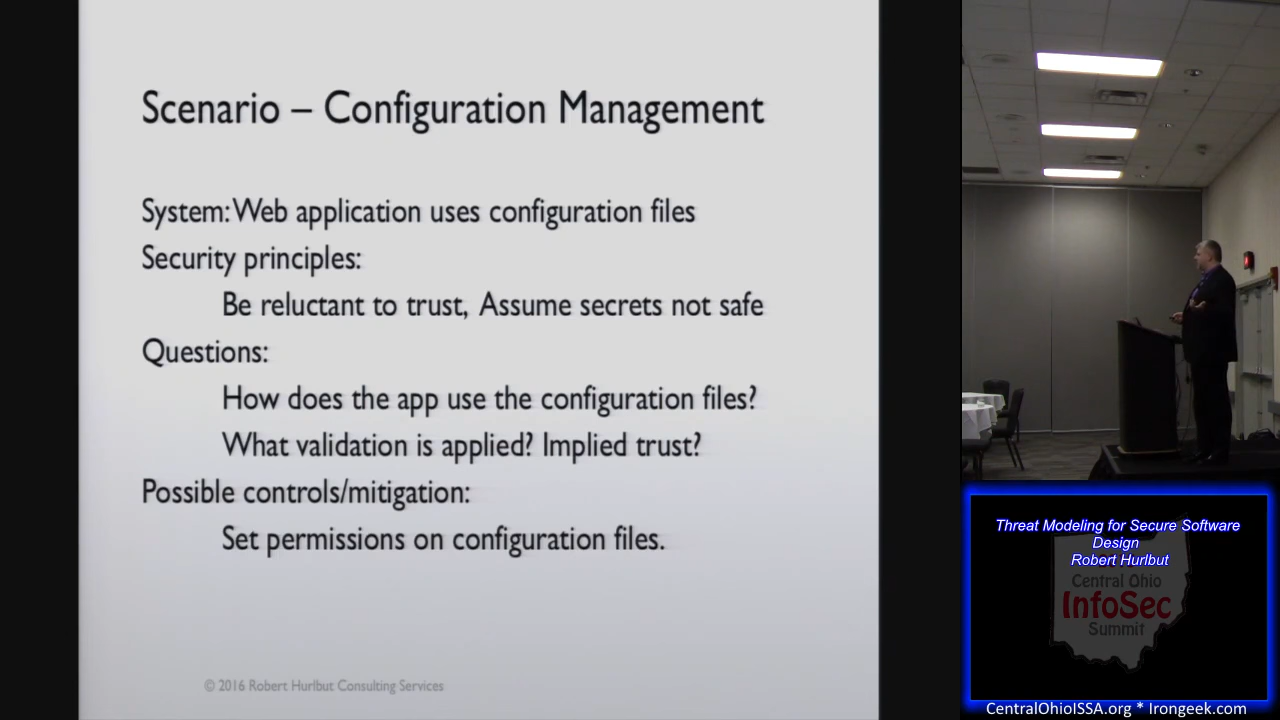 Scenario – Configuration Management
System: Web application uses configuration files
Security principles:
Be reluctant to trust, Assume secrets not safe
Questions:
How does the app use the configuration files?
What validation is applied? Implied trust?
Possible controls/mitigation:
Set permissions on configuration files.
© 2016 Robert Hurlbut Consulting Services
Threat Modeling for Secure Software
Design
Robert Hurlbut
Central Ohio
InfoSec
Summit
CentralOhioISSA.org * Irongeek.com